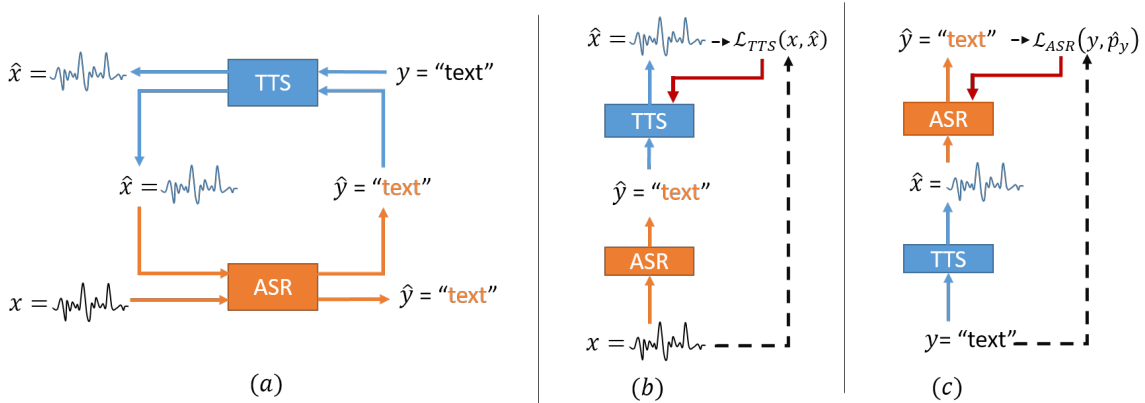 x̂ =
TTS
y = "text"
x̂ =
ŷ = "text"
x =
ASR
ŷ = "text"
(a)
x̂ = → ℒ_TTS(x, x̂)
TTS
ŷ = "text"
ASR
x =
(b)
ŷ = "text" → ℒ_ASR(y, p̂_y)
ASR
x̂ =
TTS
y= "text"
(c)